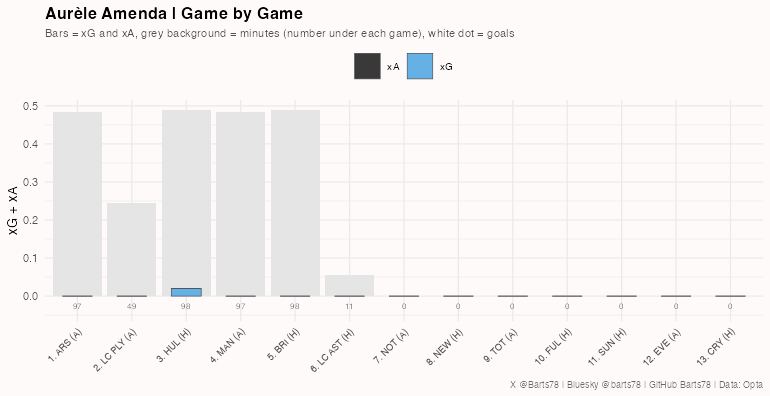 Aurèle Amenda | Game by Game
Bars = xG and xA, grey background = minutes (number under each game), white dot = goals
xA xG
xG + xA
0.5
0.4
0.3
0.2
0.1
0.0
97 49 98 97 98 11 0 0 0 0 0 0 0
1. ARS (A)
2. LC PLY (A)
3. HUL (H)
4. MAN (A)
5. BRI (H)
6. LC AST (H)
7. NOT (A)
8. NEW (H)
9. TOT (A)
10. FUL (H)
11. SUN (H)
12. EVE (A)
13. CRY (H)
X @Barts78 | Bluesky @barts78 | GitHub Barts78 | Data: Opta